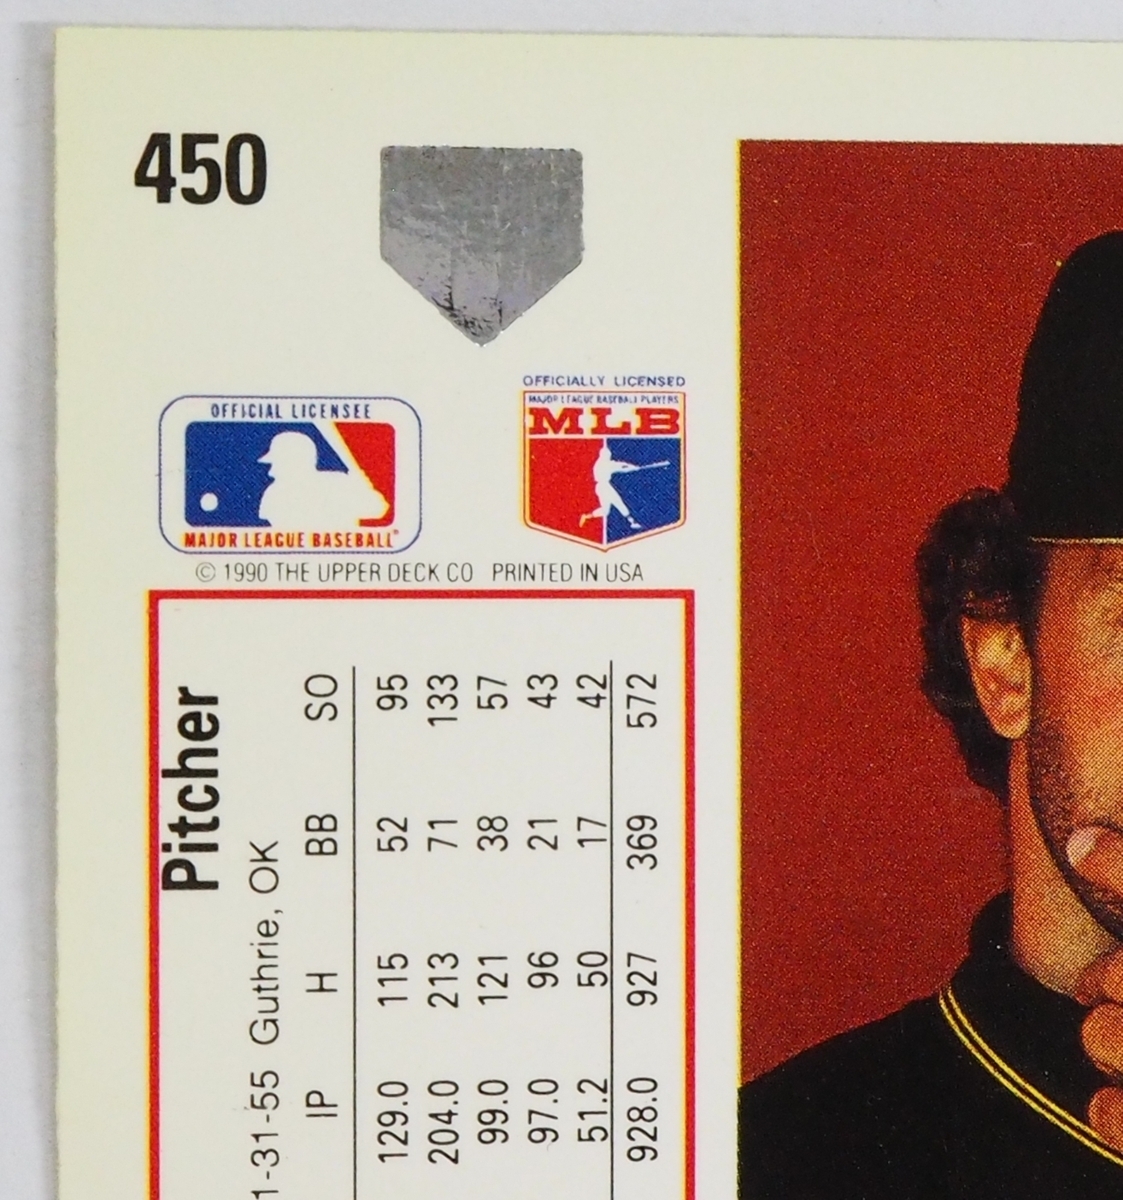 450
OFFICIAL LICENSEE
MAJOR LEAGUE BASEBALL
OFFICIALLY LICENSED
MAJOR LEAGUE BASEBALL PLAYERS
MLB
© 1990 THE UPPER DECK CO PRINTED IN USA
Pitcher
1-31-55 Guthrie, OK
IP H BB SO
129.0 115 52 95
204.0 213 71 133
99.0 121 38 57
97.0 96 21 43
51.2 50 17 42
928.0 927 369 572